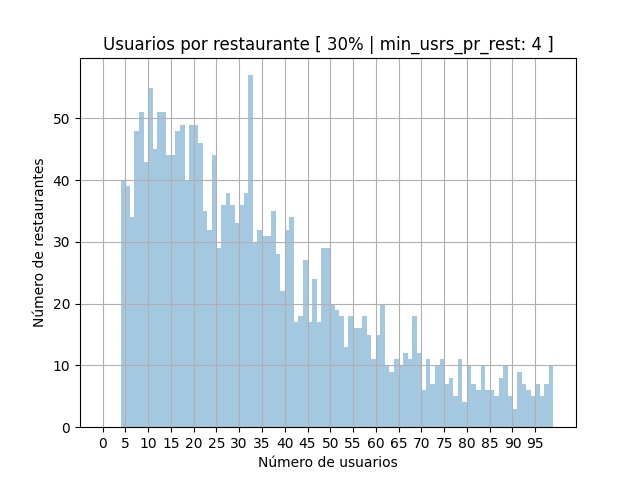 Usuarios por restaurante [ 30% | min_usrs_pr_rest: 4 ]
Número de restaurantes
50
40
30
20
10
0
0 5 10 15 20 25 30 35 40 45 50 55 60 65 70 75 80 85 90 95
Número de usuarios